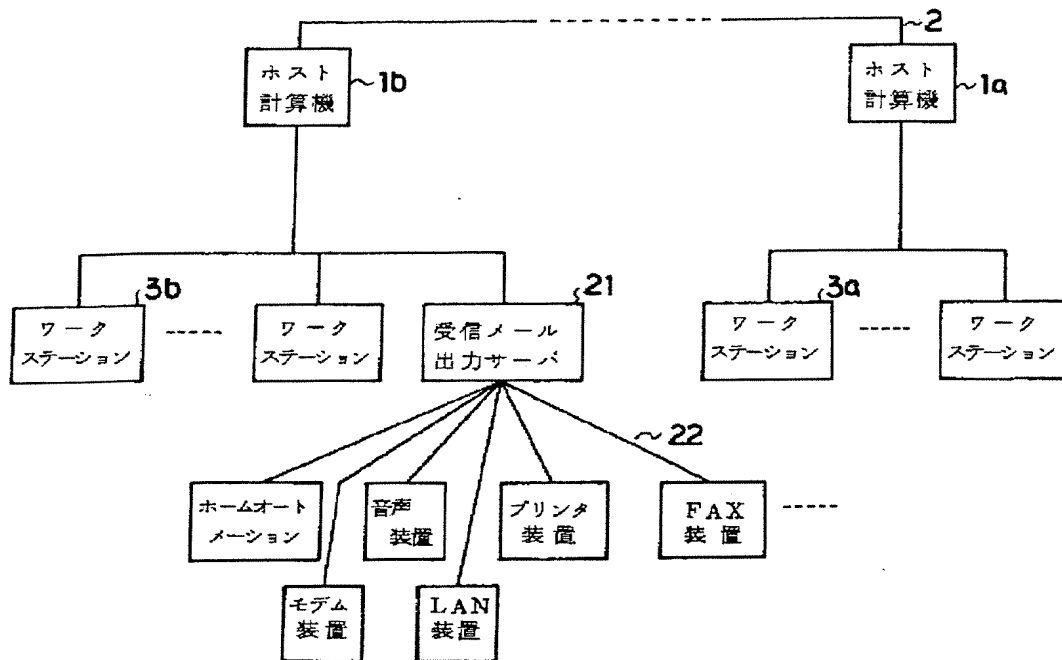 2
ホスト
計算機
1b
ホスト
計算機
1a
3b
21
3a
ワーク
ステーション
ワーク
ステーション
受信メール
出力サーバ
ワーク
ステーション
ワーク
ステーション
22
ホームオート
メーション
音声
装置
プリンタ
装置
FAX
装置
モデム
装置
LAN
装置